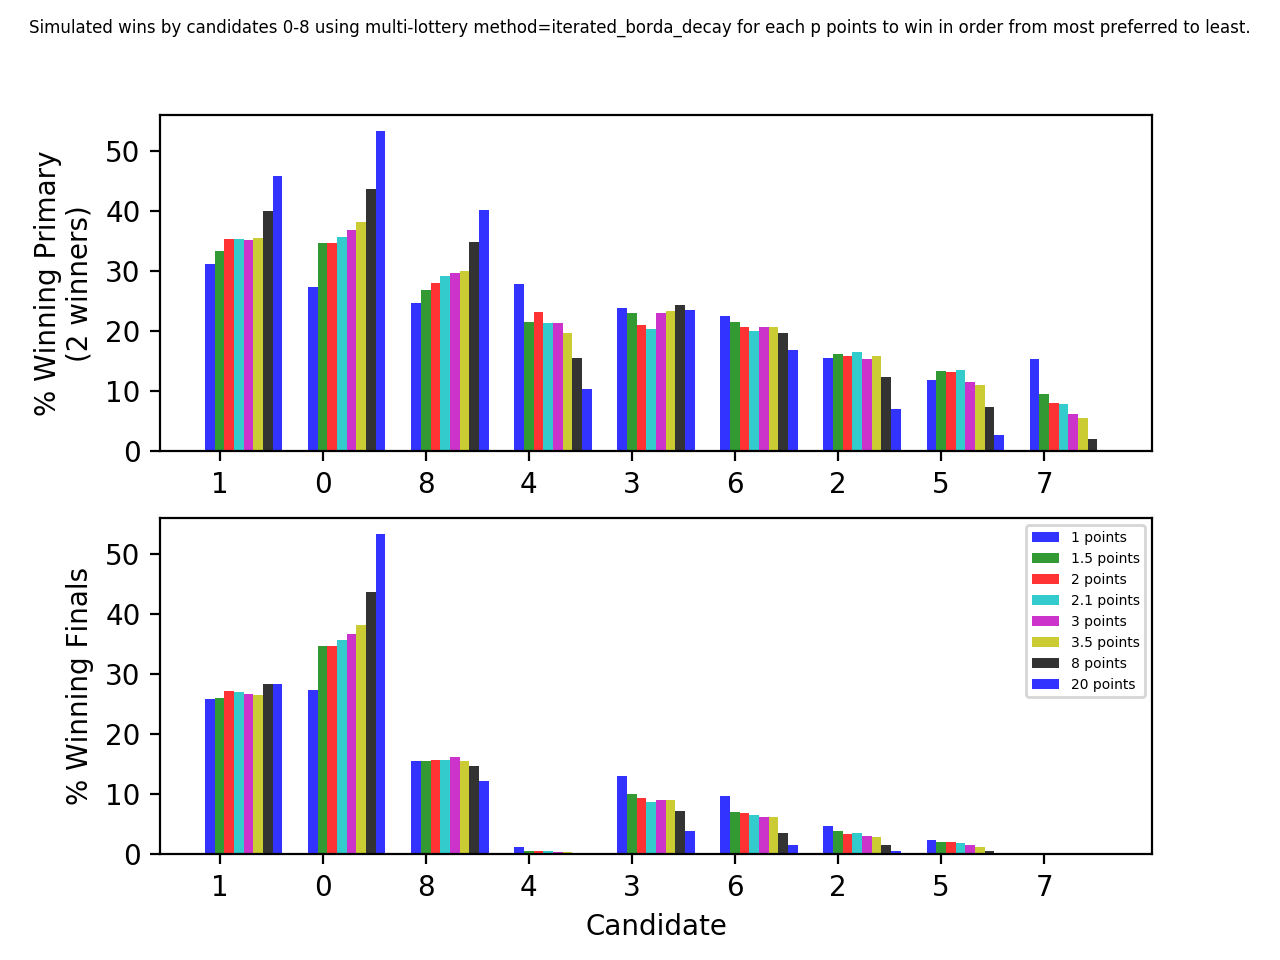 Simulated wins by candidates 0-8 using multi-lottery method=iterated_borda_decay for each p points to win in order from most preferred to least.
% Winning Primary
(2 winners)
50
40
30
20
10
0
1 0 8 4 3 6 2 5 7
% Winning Finals
50
40
30
20
10
0
1 points
1.5 points
2 points
2.1 points
3 points
3.5 points
8 points
20 points
1 0 8 4 3 6 2 5 7
Candidate